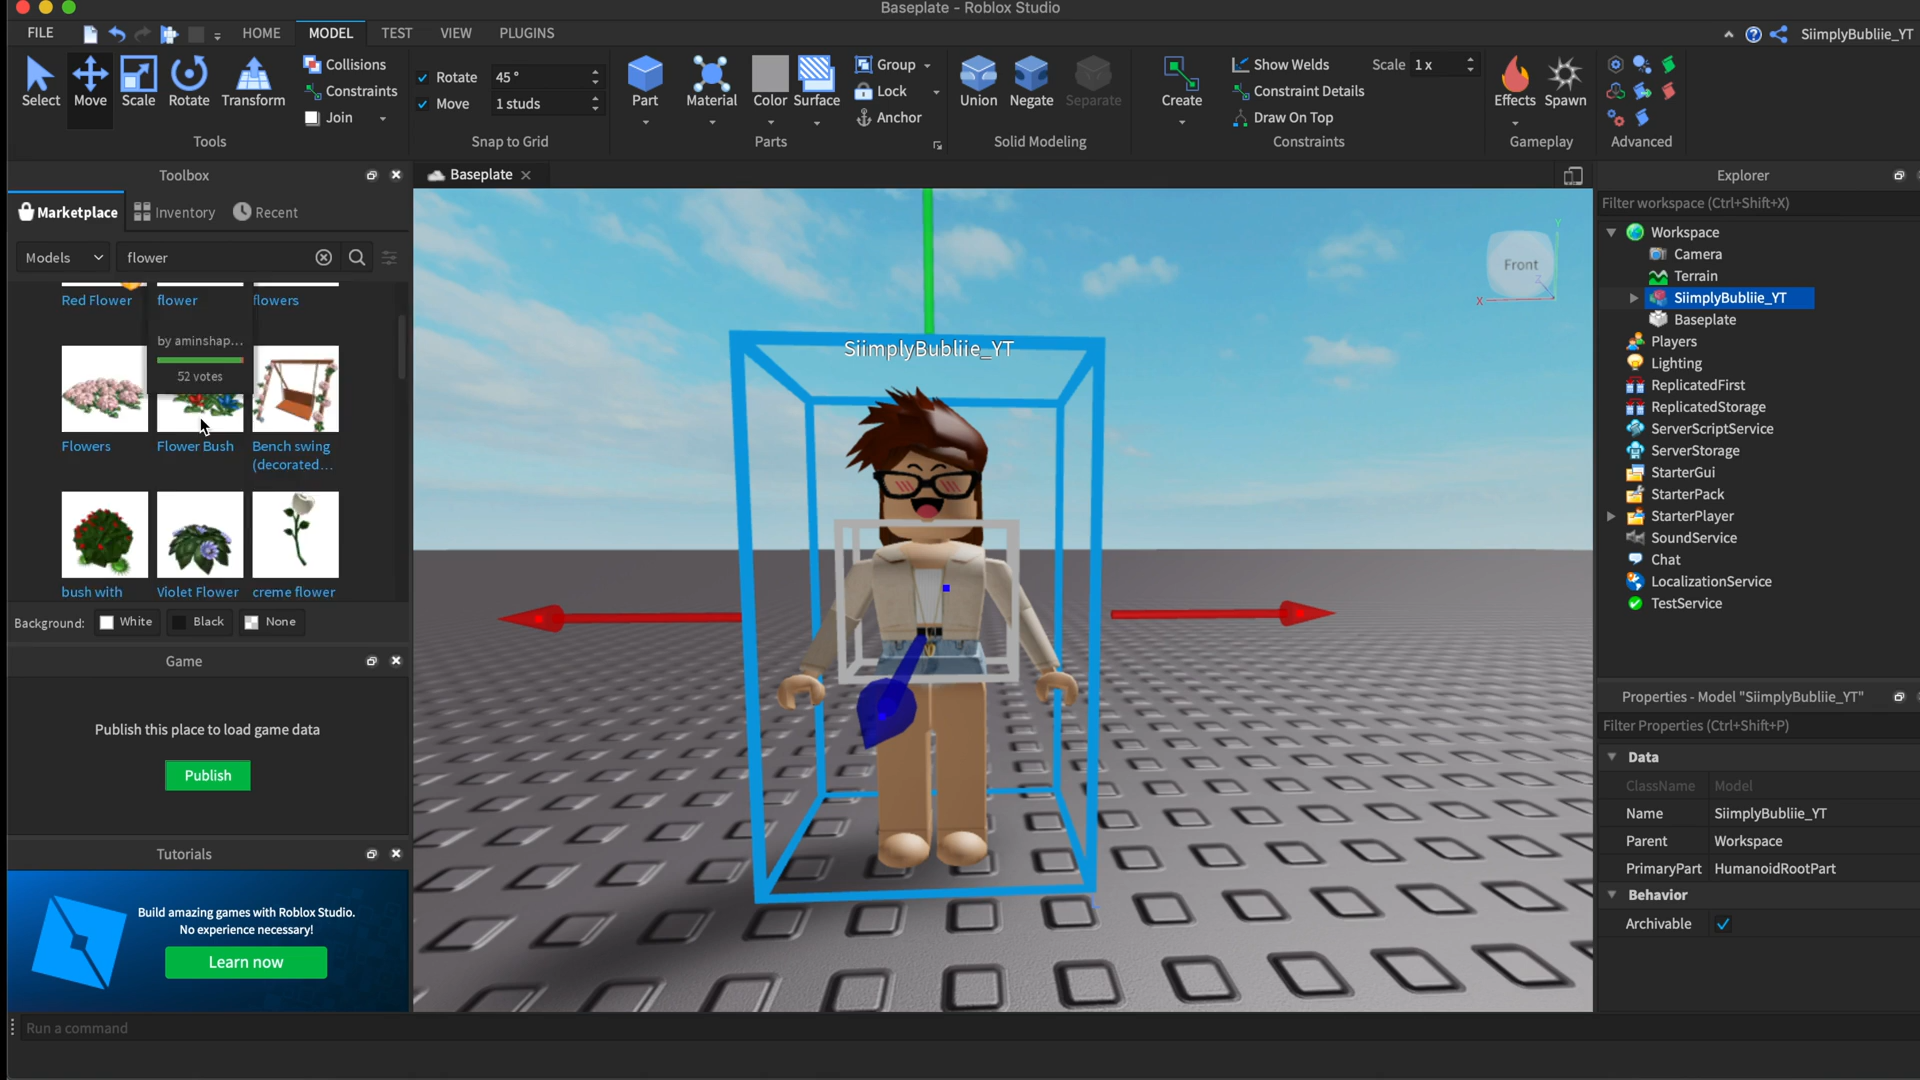 Baseplate - Roblox Studio
FILE
HOME
MODEL
TEST
VIEW
PLUGINS
SiimplyBubliie_YT
Select
Move
Scale
Rotate
Transform
Collisions
Constraints
Join
Tools
Rotate 45°
Move 1 studs
Snap to Grid
Part
Material
Color
Surface
Group
Lock
Anchor
Parts
Union
Negate
Separate
Solid Modeling
Create
Show Welds
Scale 1 x
Constraint Details
Draw On Top
Constraints
Effects
Spawn
Gameplay
Advanced
Toolbox
Marketplace
Inventory
Recent
Models
flower
Red Flower
flower
flowers
by aminshap...
52 votes
Flowers
Flower Bush
Bench swing
(decorated...
bush with
Violet Flower
creme flower
Background:
White
Black
None
Game
Publish this place to load game data
Publish
Tutorials
Build amazing games with Roblox Studio.
No experience necessary!
Learn now
Run a command
Baseplate
SiimplyBubliie_YT
Front
X
Y
Z
Explorer
Filter workspace (Ctrl+Shift+X)
Workspace
Camera
Terrain
SiimplyBubliie_YT
Baseplate
Players
Lighting
ReplicatedFirst
ReplicatedStorage
ServerScriptService
ServerStorage
StarterGui
StarterPack
StarterPlayer
SoundService
Chat
LocalizationService
TestService
Properties - Model "SiimplyBubliie_YT"
Filter Properties (Ctrl+Shift+P)
Data
ClassName Model
Name SiimplyBubliie_YT
Parent Workspace
PrimaryPart HumanoidRootPart
Behavior
Archivable